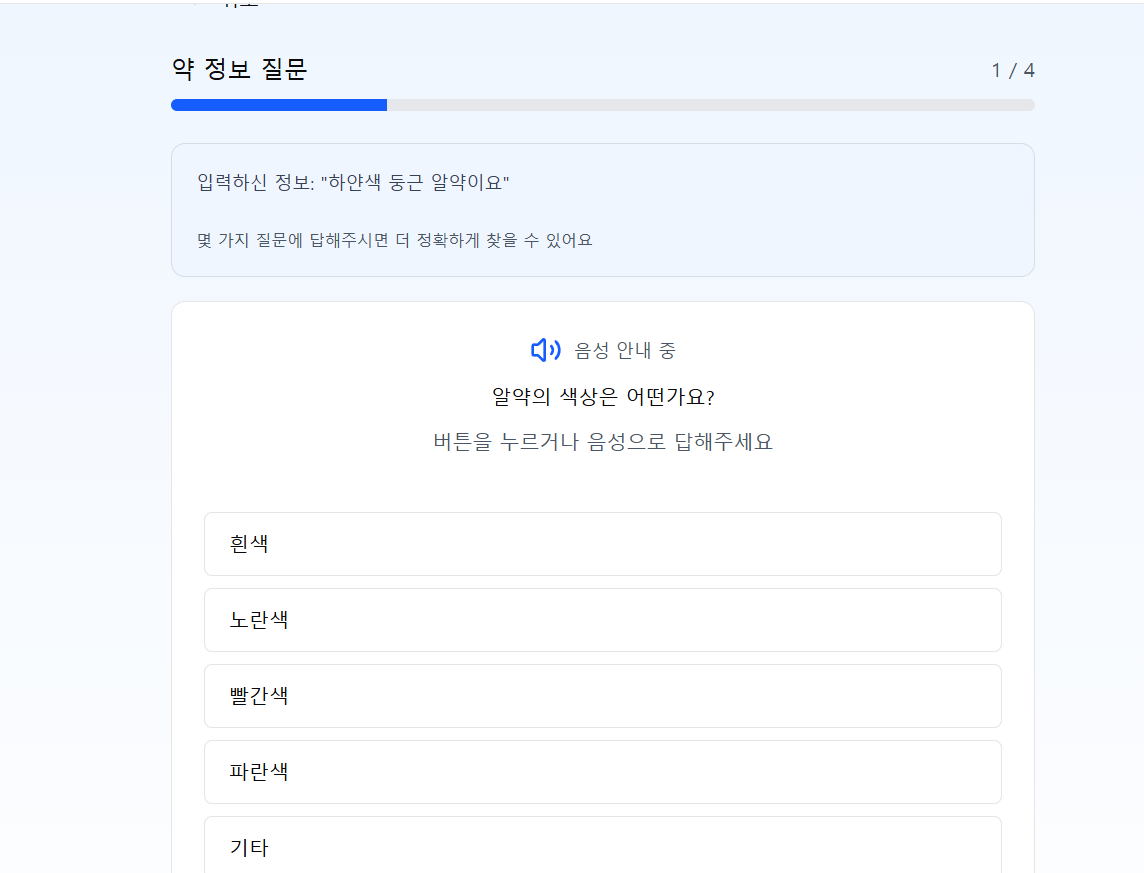 약 정보 질문
1 / 4
입력하신 정보: "하얀색 둥근 알약이요"
몇 가지 질문에 답해주시면 더 정확하게 찾을 수 있어요
음성 안내 중
알약의 색상은 어떤가요?
버튼을 누르거나 음성으로 답해주세요
흰색
노란색
빨간색
파란색
기타